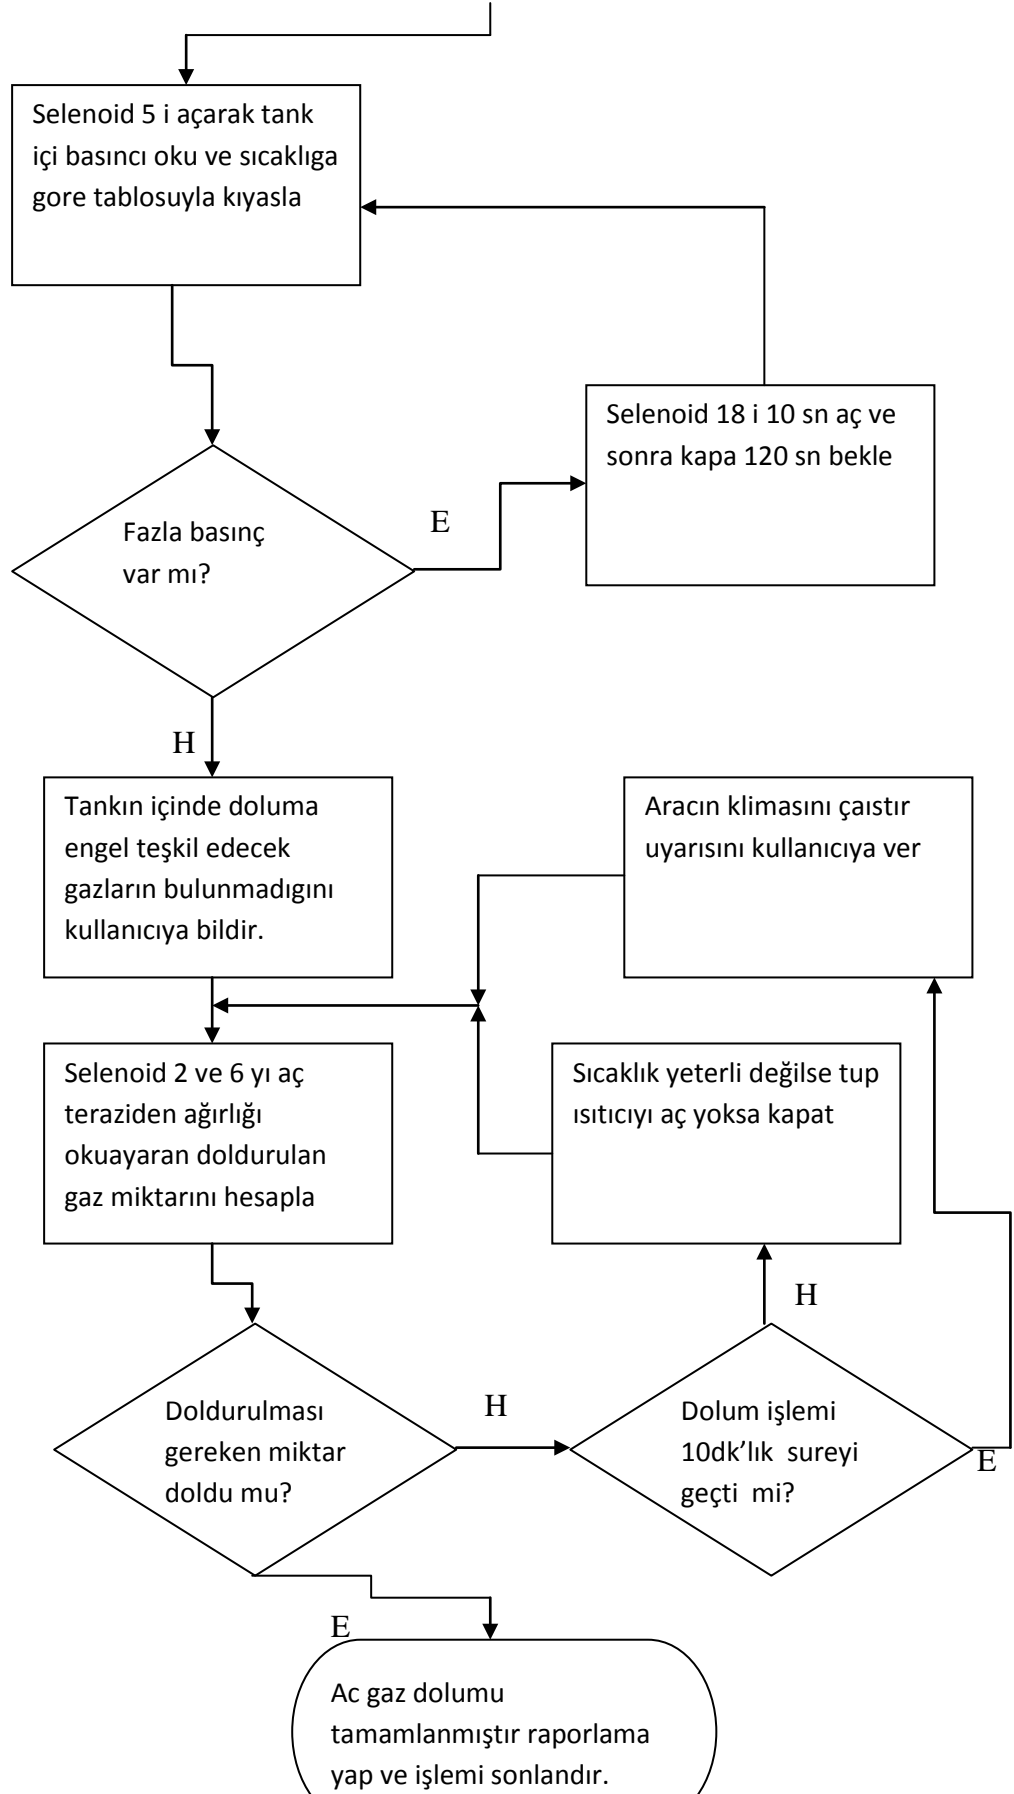 Selenoid 5 i açarak tank
içi basıncı oku ve sıcaklıga
gore tablosuyla kıyasla
Selenoid 18 i 10 sn aç ve
sonra kapa 120 sn bekle
Fazla basınç
var mı?
E
H
Tankın içinde doluma
engel teşkil edecek
gazların bulunmadıgını
kullanıcıya bildir.
Aracın klimasını çaıstır
uyarısını kullanıcıya ver
Selenoid 2 ve 6 yı aç
teraziden ağırlığı
okuayaran doldurulan
gaz miktarını hesapla
Sıcaklık yeterli değilse tup
ısıtıcıyı aç yoksa kapat
H
Doldurulması
gereken miktar
doldu mu?
H
Dolum işlemi
10dk’lık sureyi
geçti mi?
E
E
Ac gaz dolumu
tamamlanmıştır raporlama
yap ve işlemi sonlandır.